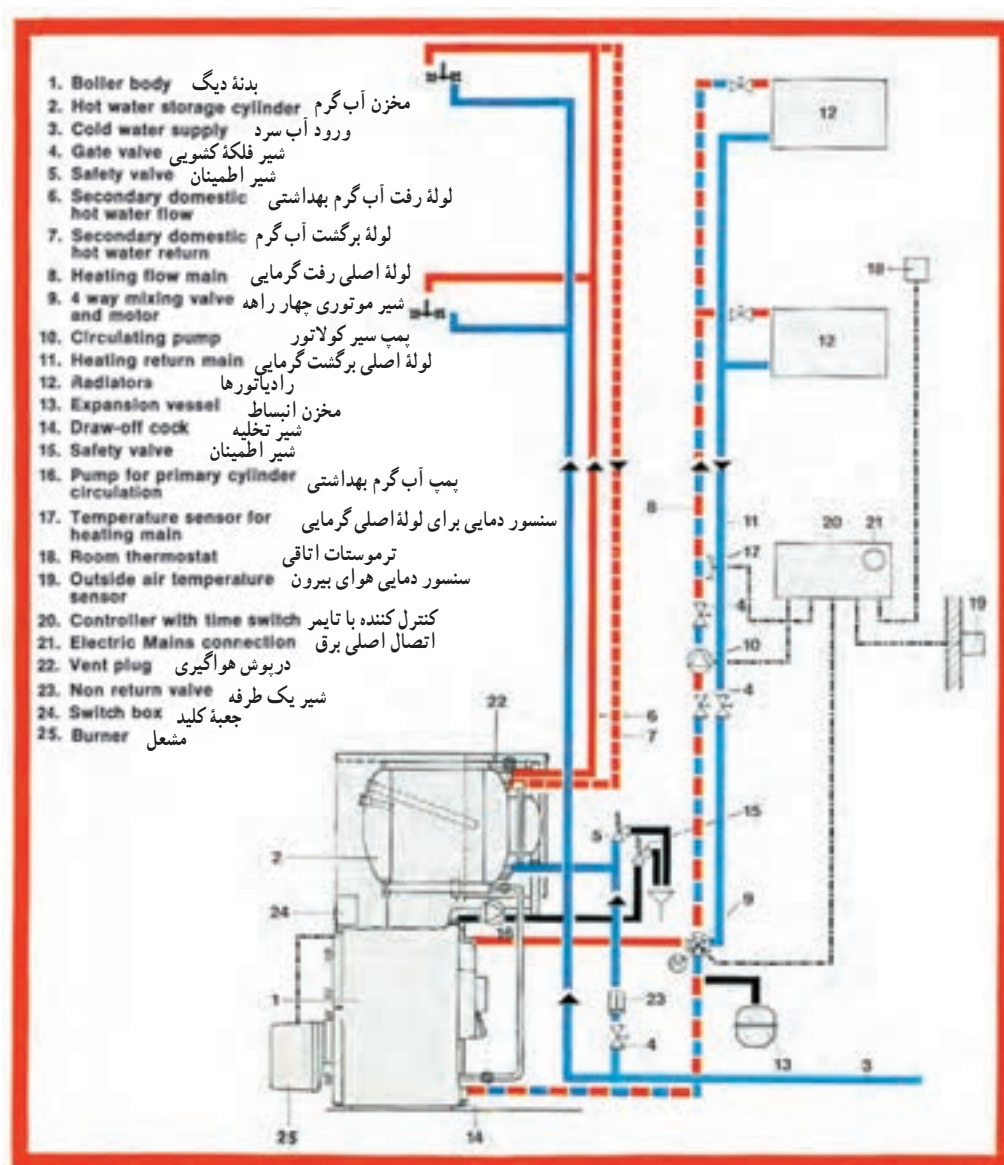 1. Boiler body بدنۀ دیگ
2. Hot water storage cylinder مخزن آب گرم
3. Cold water supply ورود آب سرد
4. Gate valve شیر فلکۀ کشویی
5. Safety valve شیر اطمینان
6. Secondary domestic لولۀ رفت آب گرم بهداشتی
hot water flow
7. Secondary domestic لولۀ برگشت آب گرم
hot water return
8. Heating flow main لولۀ اصلی رفت گرمایی
9. 4 way mixing valve شیر موتوری چهار راهه
and motor
10. Circulating pump پمپ سیر کولاتور
11. Heating return main لولۀ اصلی برگشت گرمایی
12. Radiators رادیاتورها
13. Expansion vessel مخزن انبساط
14. Draw-off cock شیر تخلیه
15. Safety valve شیر اطمینان
16. Pump for primary cylinder پمپ آب گرم بهداشتی
circulation
17. Temperature sensor for سنسور دمایی برای لولۀ اصلی گرمایی
heating main
18. Room thermostat ترموستات اتاقی
19. Outside air temperature سنسور دمایی هوای بیرون
sensor
20. Controller with time switch کنترل کننده با تایمر
21. Electric Mains connection اتصال اصلی برق
22. Vent plug درپوش هواگیری
23. Non return valve شیر یک طرفه
24. Switch box جعبۀ کلید
25. Burner مشعل
12
18
12
8
11
20
21
17
19
4
10
4
22
6
7
15
5
2
9
24
16
M
1
23
4
13
3
25
14